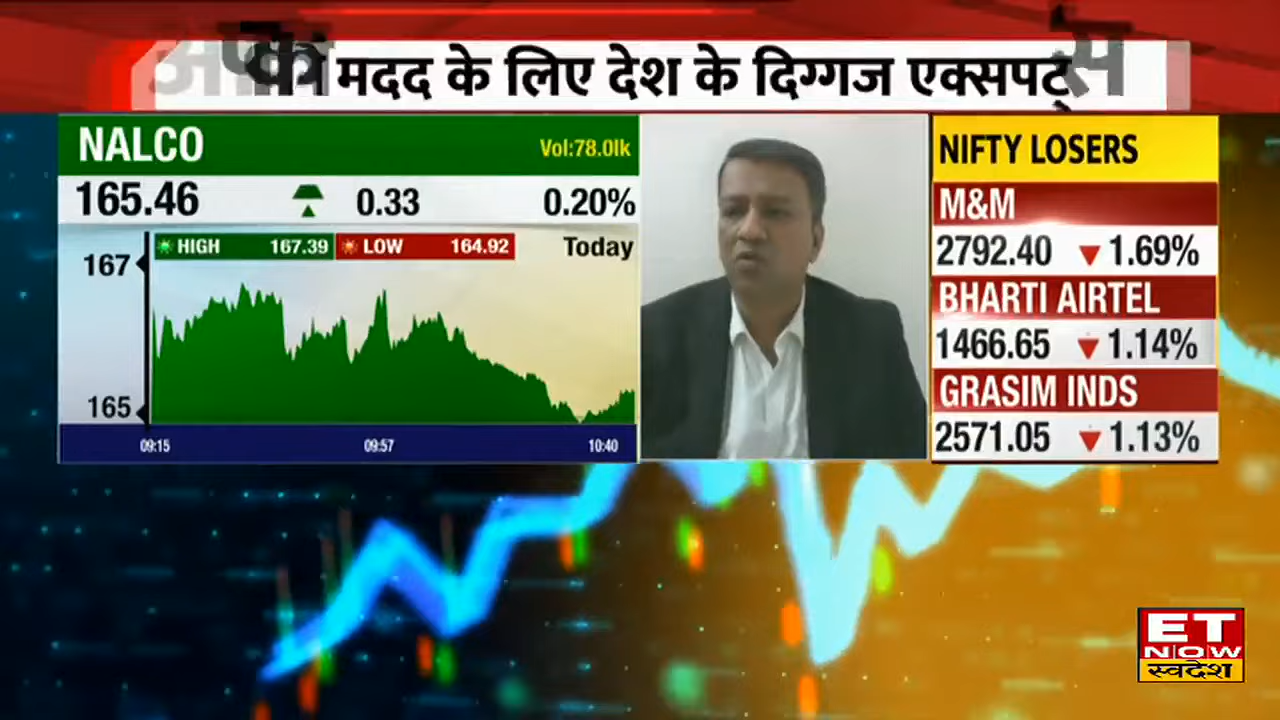 की मदद के लिए देश के दिग्गज एक्सपर्ट्स
NALCO
Vol:78.0lk
165.46 0.33 0.20%
HIGH 167.39 LOW 164.92 Today
167
165
09:15 09:57 10:40
NIFTY LOSERS
M&M
2792.40 1.69%
BHARTI AIRTEL
1466.65 1.14%
GRASIM INDS
2571.05 1.13%
ET
NOW
स्वदेश